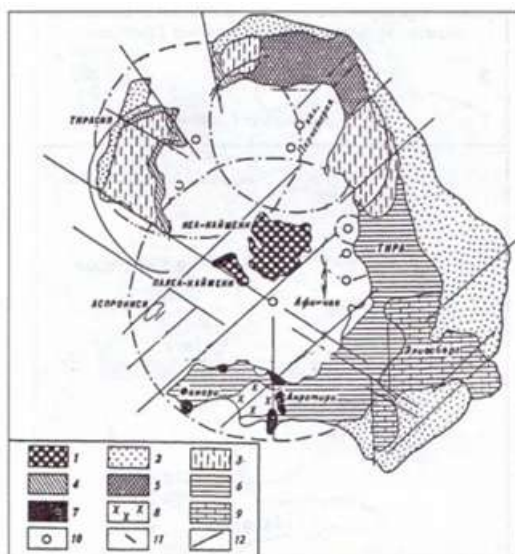 ТИРАСИЯ
НЕА-КАЙМЕНИ
ПАЛЕА-КАЙМЕНИ
ТИРА
АСПРОНИСИ
Акротири
1 2 3
4 5 6
7 8 9
10 11 12